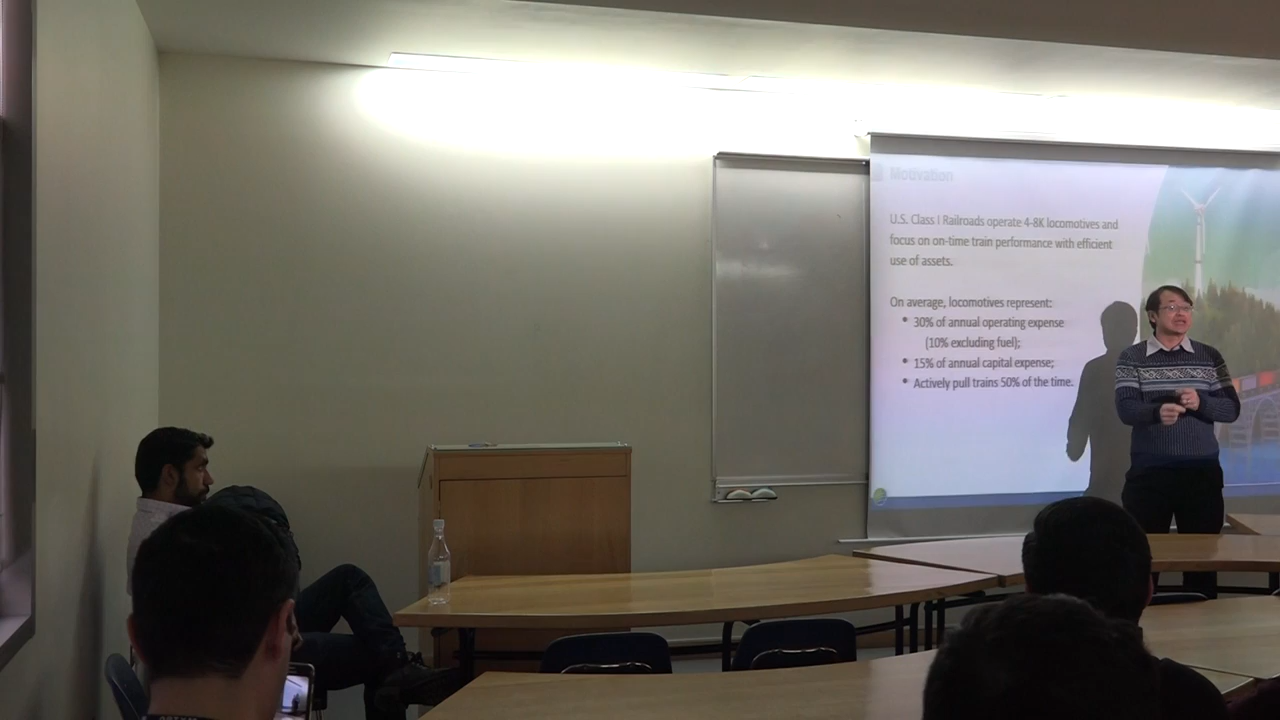 Motivation
U.S. Class I Railroads operate 4-8K locomotives and
focus on on-time train performance with efficient
use of assets.
On average, locomotives represent:
• 30% of annual operating expense
(10% excluding fuel);
• 15% of annual capital expense;
• Actively pull trains 50% of the time.